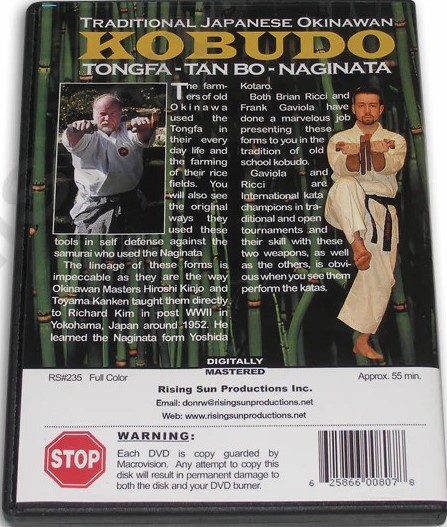 TRADITIONAL JAPANESE OKINAWAN
KOBUDO
TONGFA - TAN BO - NAGINATA
The farm-
ers of old
Okinawa
used the
Tongfa in
their every
day life and
the farming
of their rice
fields. You
will also see
the original
ways they
used these
tools in self defense against the
samurai who used the Naginata
The lineage of these forms is
impeccable as they are the way
Okinawan Masters Hiroshi Kinjo and
Toyama Kanken taught them directly
to Richard Kim in post WWII in
Yokohama, Japan around 1952. He
learned the Naginata form Yoshida
Kotaro.
Both Brian Ricci and
Frank Gaviola have
done a marvelous job
presenting these
forms to you in the
tradition of old
school kobudo.
Gaviola and
Ricci are
International kata
champions in tra-
ditional and open
tournaments and
their skill with these
two weapons, as well
as the others, is obvi-
ous when you see them
perform the katas.
DIGITALLY
MASTERED
RS#235 Full Color
Approx. 55 min.
Rising Sun Productions Inc.
Email: donrw@risingsunproductions.net
Web: www.risingsunproductions.net
STOP
WARNING:
Each DVD is copy guarded by
Macrovision. Any attempt to copy this
disk will result in permanent damage to
both the disk and your DVD burner.
6 25866 00807 8